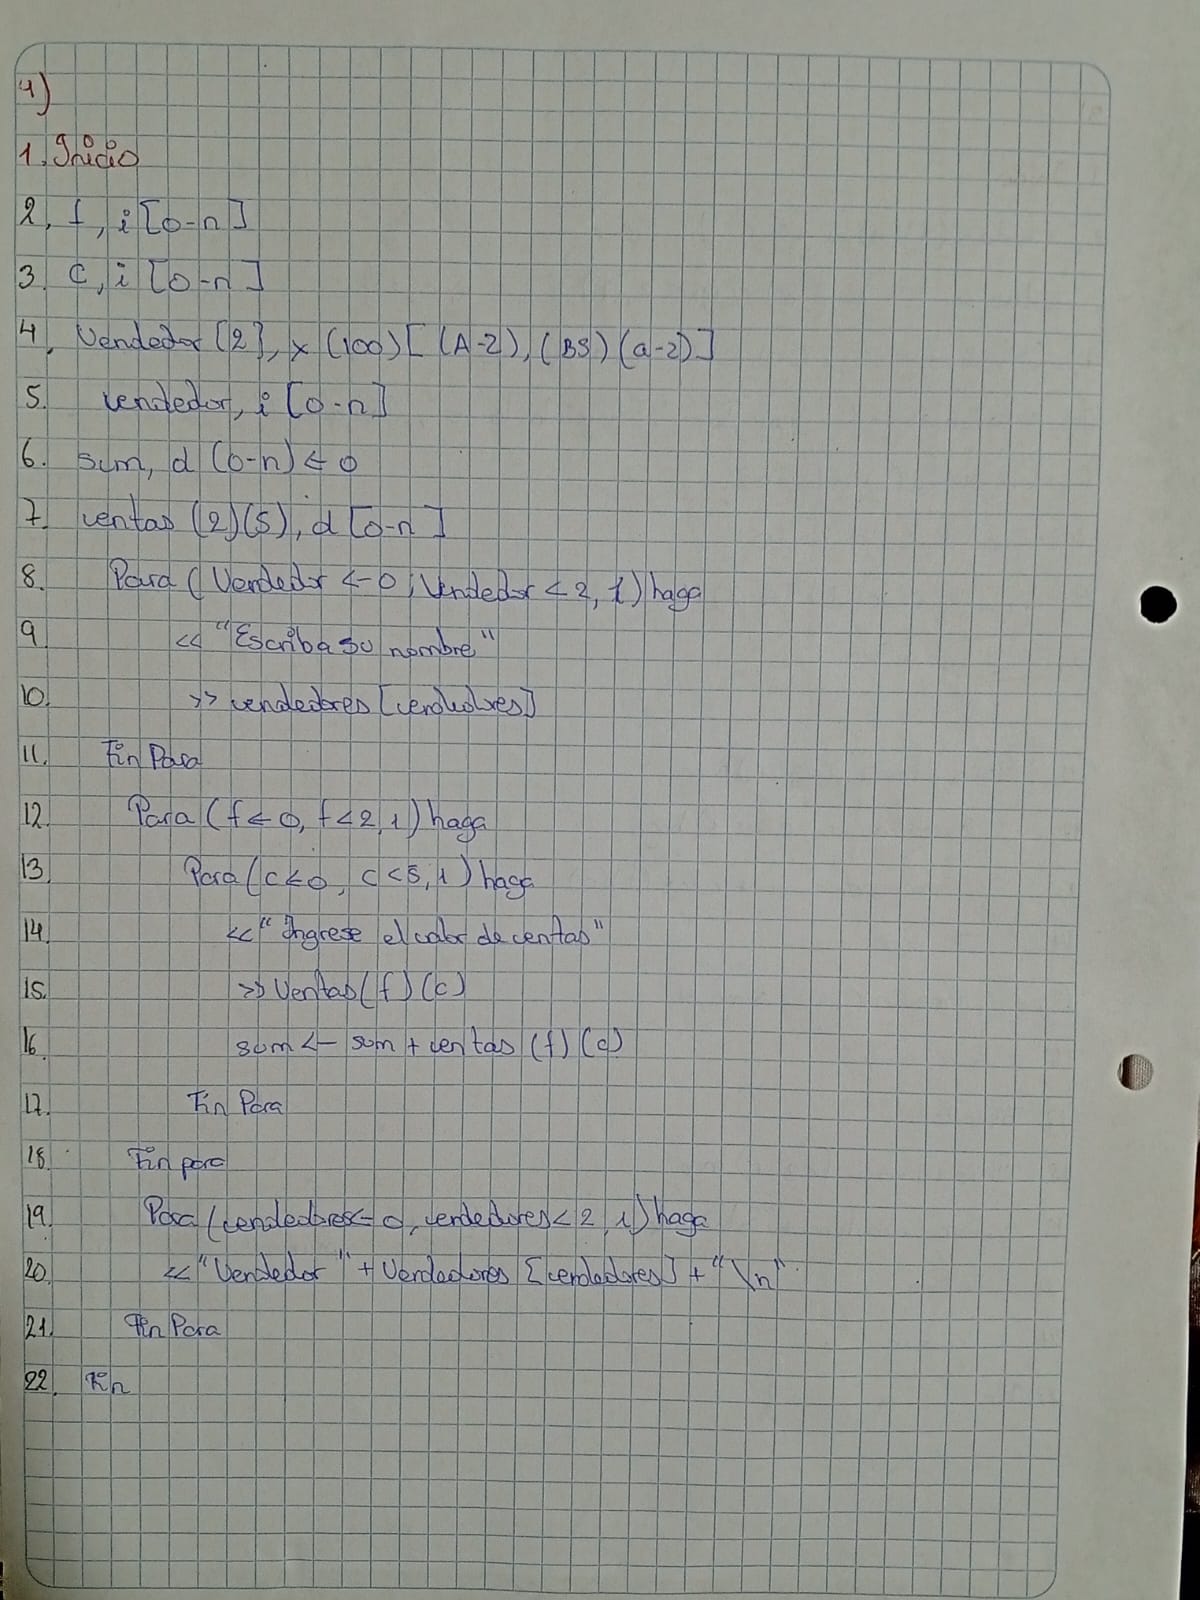 4)
1. Inicio
2. f, i [0-n]
3. C, i [0-n]
4. Vendedor [2], x (100) [ (A-Z), (BS) (a-z)]
5. vendedor, i [0-n]
6. sum, d (0-n) ← 0
7. ventas (2)(5), d [0-n]
8. Para ( Vendedor ← 0; Vendedor < 2, 1) haga
9. << "Escriba su nombre"
10. >> vendedores [vendedores]
11. Fin Para
12. Para ( f ← 0, f < 2, 1) haga
13. Para ( c ← 0, c < 5, 1) haga
14. << "Ingrese el valor de ventas"
15. >> Ventas (f) (c)
16. sum ← sum + ventas (f) (c)
17. Fin Para
18. Fin para
19. Para (vendedores ← 0, vendedores < 2, 1) haga
20. << "Vendedor " + Vendedores [vendedores] + "\n"
21. Fin Para
22. Fin